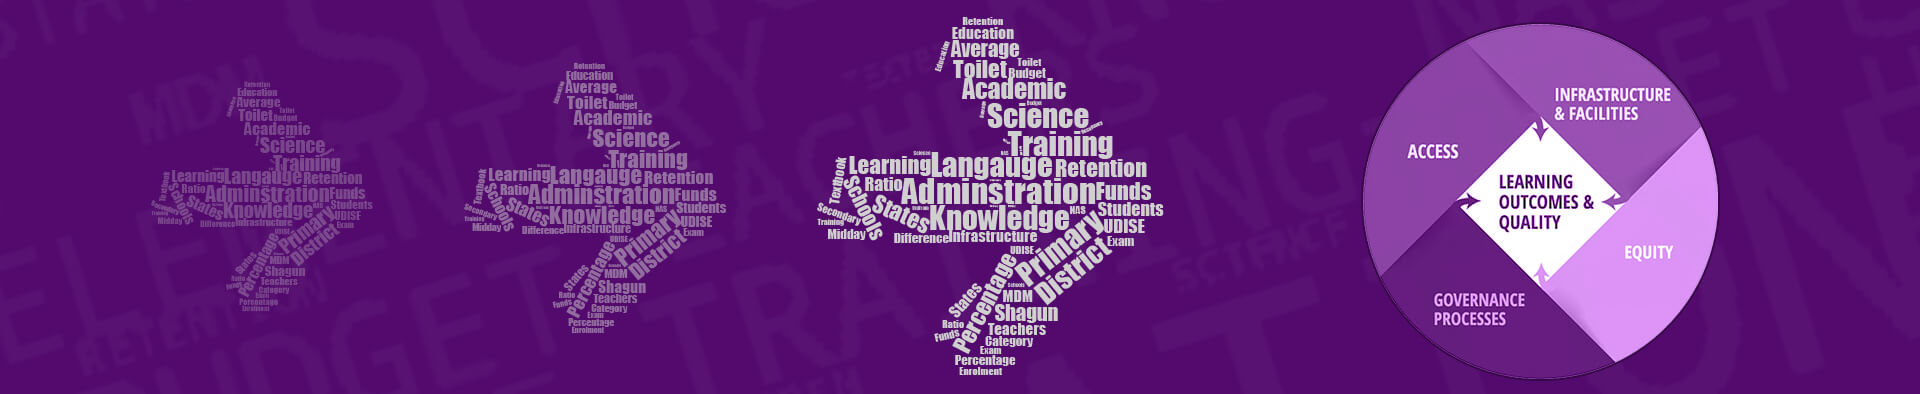 Retention
Education
Average
Toilet Budget
Academic
Science
Training
Learning Langauge Retention
Textbook Ratio Adminstration Funds
Schools States Knowledge NAS Students
UDISE
Midday Difference Infrastructure Exam
Primary
District
Percentage
States MDM
Shagun
Teachers
Category
Exam
Percentage
Enrolment
Retention
Education
Average
Toilet
Toilet Budget
Academic
Science
Training
Learning Langauge Retention
Textbook Ratio Adminstration Funds
Schools States Knowledge NAS Students
Secondary
Training UDISE
Midday Difference Infrastructure Exam
UDISE
Primary
District
Percentage
States MDM
Shagun
Ratio Teachers
Funds Category
Exam
Percentage
Enrolment
Retention
Education
Education Average
Toilet
Toilet Budget
Academic
Science
Training
Learning Langauge Retention
Textbook Ratio Adminstration Funds
Schools States Knowledge NAS Students
Secondary
Training UDISE
Midday Difference Infrastructure Exam
UDISE
Primary
District
Percentage
Schools
States MDM
Shagun
Ratio Teachers
Funds Category
Exam
Percentage
Enrolment
INFRASTRUCTURE
& FACILITIES
ACCESS
LEARNING
OUTCOMES &
QUALITY
EQUITY
GOVERNANCE
PROCESSES